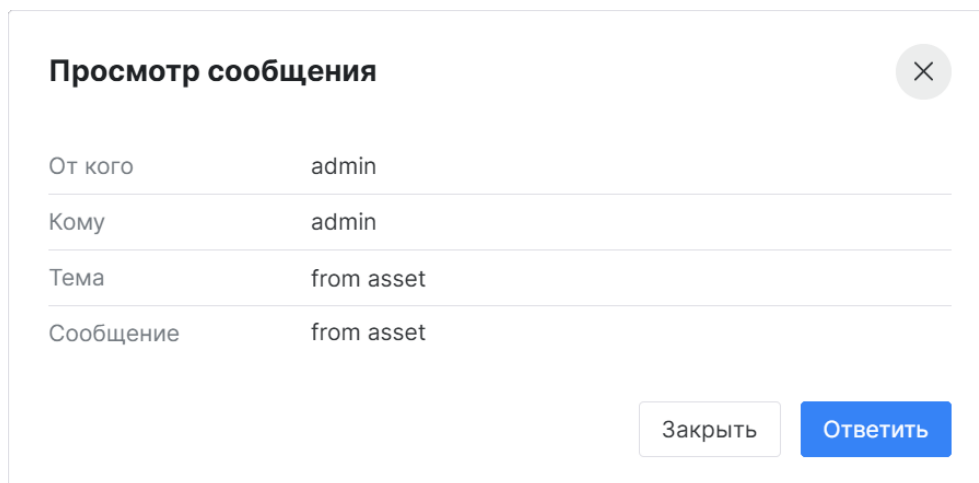 Просмотр сообщения
От кого admin
Кому admin
Тема from asset
Сообщение from asset
Закрыть Ответить